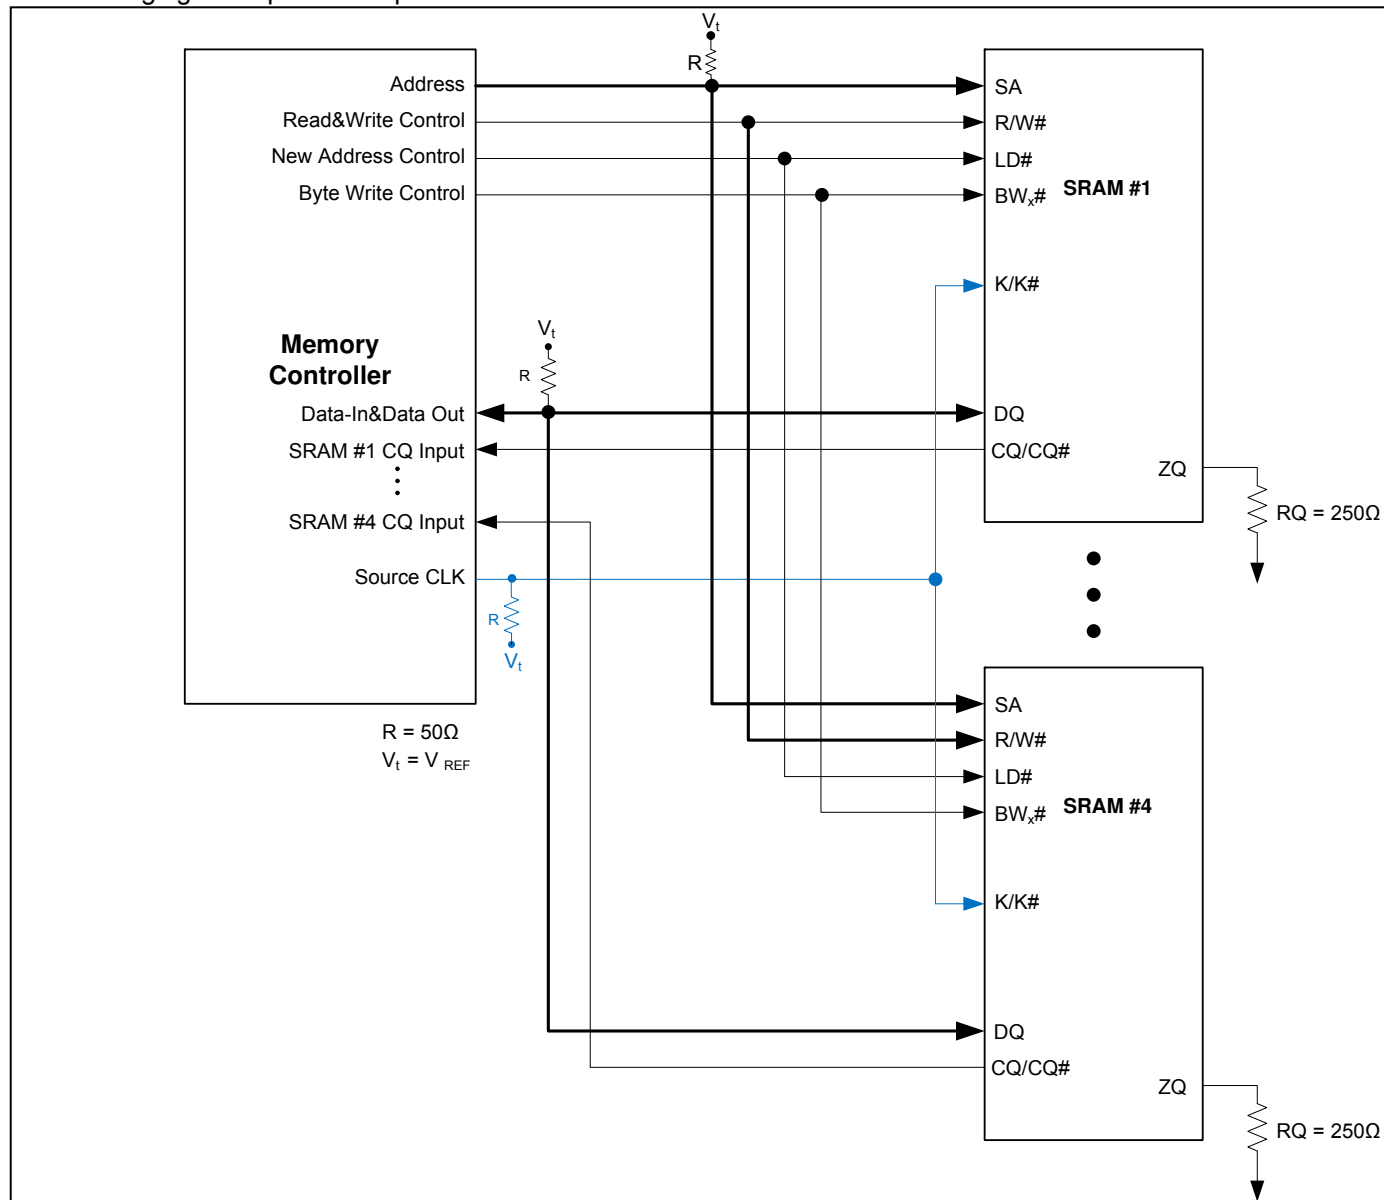 Vt
R
Address
SA
Read&Write Control
R/W#
New Address Control
LD#
Byte Write Control
BWx#
SRAM #1
K/K#
Vt
R
Memory
Controller
Data-In&Data Out
DQ
SRAM #1 CQ Input
CQ/CQ#
ZQ
RQ = 250Ω
SRAM #4 CQ Input
Source CLK
R
Vt
R = 50Ω
Vt = V REF
SA
R/W#
LD#
BWx#
SRAM #4
K/K#
DQ
CQ/CQ#
ZQ
RQ = 250Ω